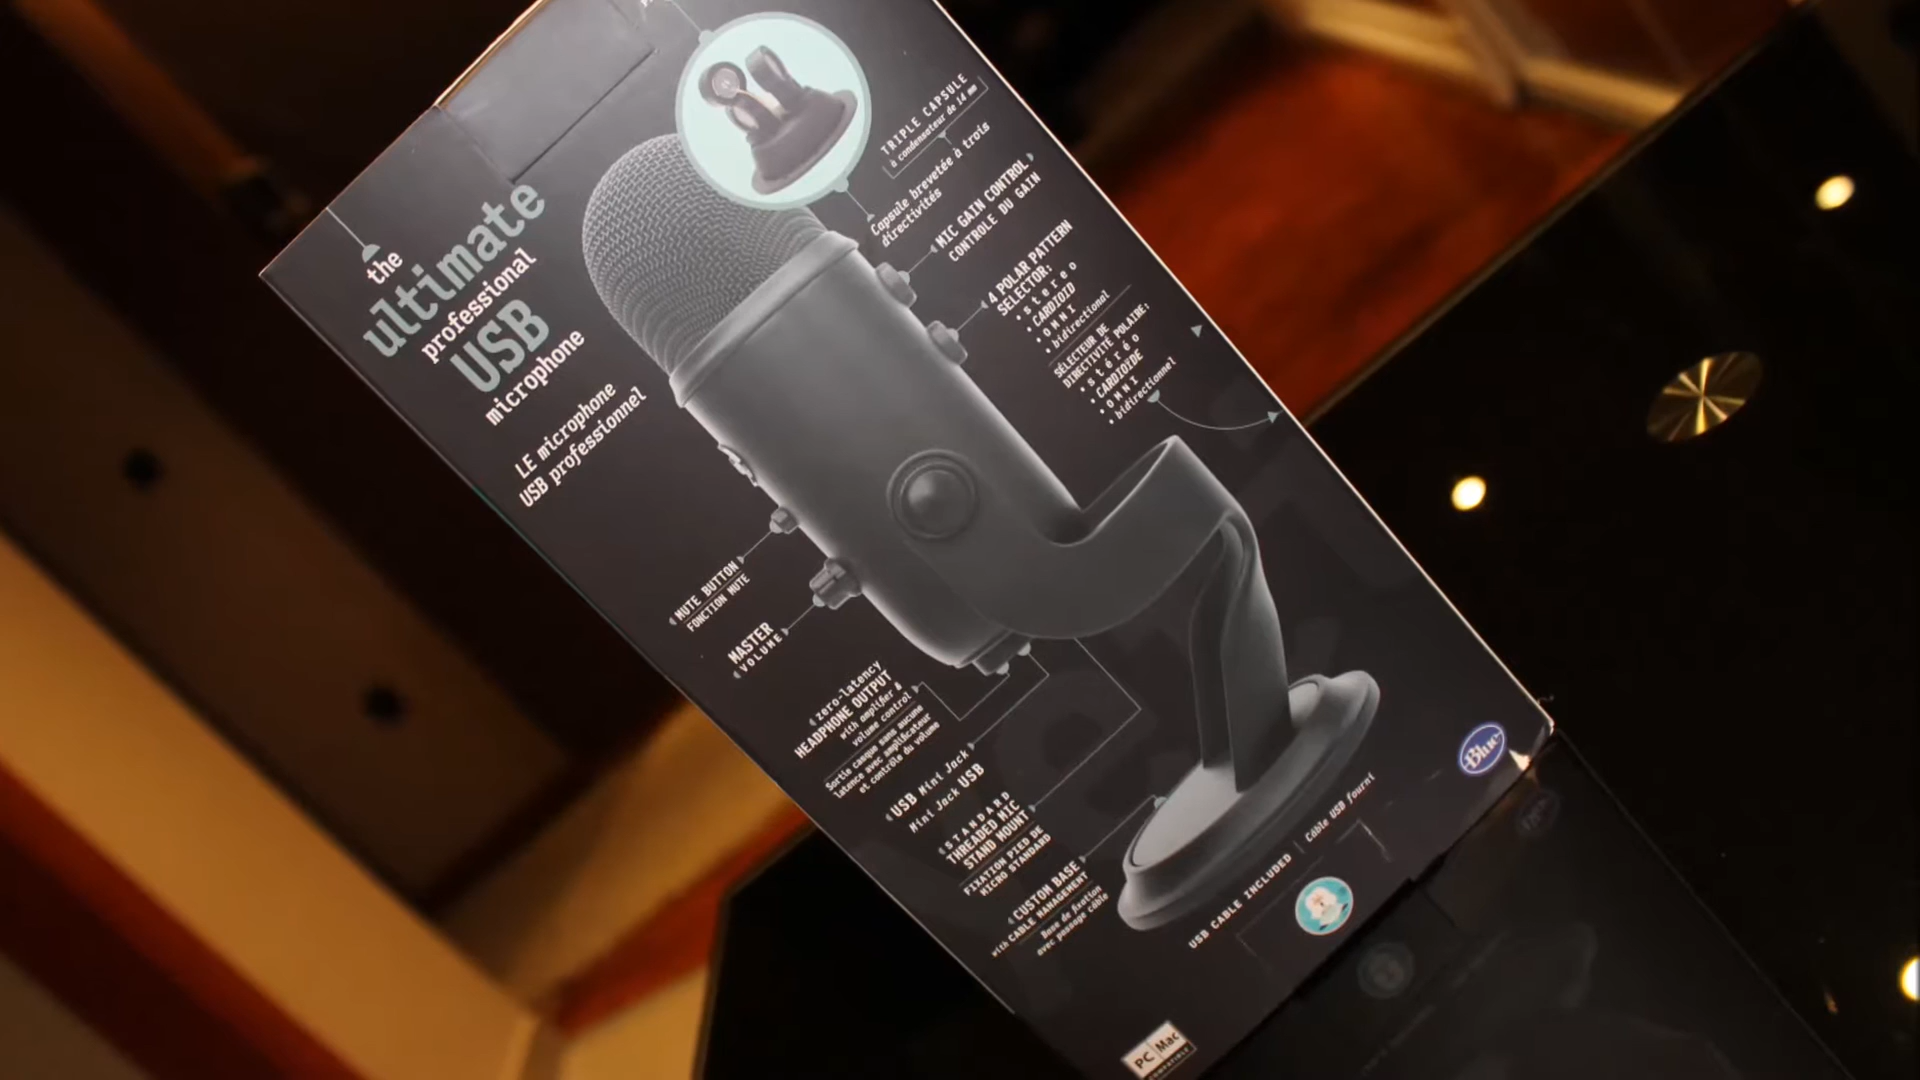 the
ultimate
professional
USB
microphone
LE microphone
USB professionnel
TRIPLE CAPSULE
à condensateur de 14 mm
Capsule brevetée à trois
directivités
MIC GAIN CONTROL
CONTROLE DU GAIN
4 POLAR PATTERN
SELECTOR:
• stereo
• CARDIOID
• OMNI
• bidirectional
SÉLECTEUR DE
DIRECTIVITÉ POLAIRE:
• stéréo
• CARDIOÏDE
• OMNI
• bidirectionnel
MUTE BUTTON
FONCTION MUTE
MASTER
VOLUME
zero-latency
HEADPHONE OUTPUT
with amplifier &
volume control
Sortie casque sans aucune
latence avec amplificateur
et contrôle du volume
USB Mini Jack
Mini Jack USB
STANDARD
THREADED MIC
STAND MOUNT
FIXATION PIED DE
MICRO STANDARD
CUSTOM BASE
with CABLE MANAGEMENT
Base de fixation
avec passage câble
USB CABLE INCLUDED | Câble USB fourni
Blue
PC Mac
COMPATIBLE